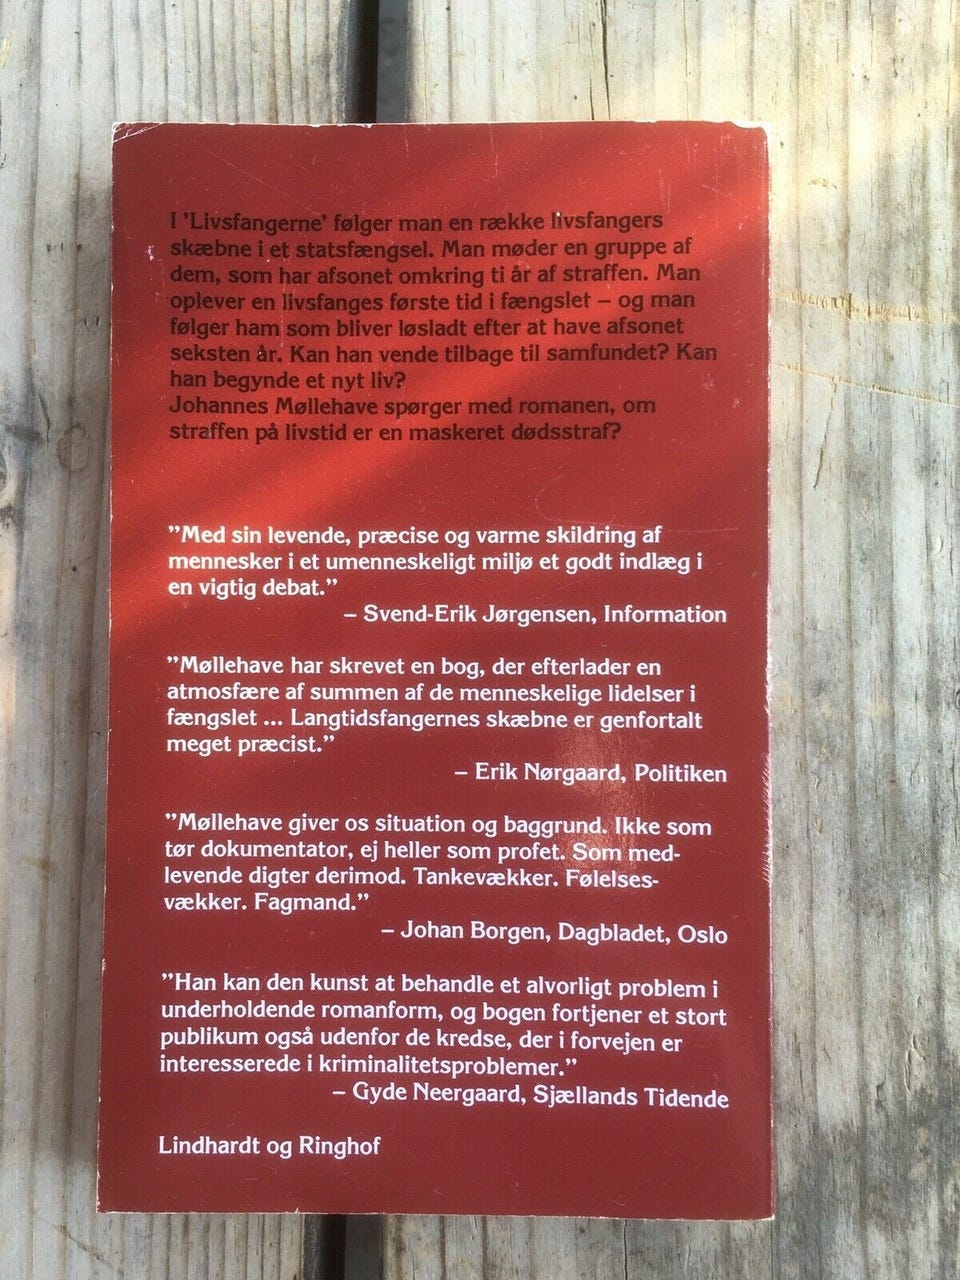 I 'Livsfangerne' følger man en række livsfangers
skæbne i et statsfængsel. Man møder en gruppe af
dem, som har afsonet omkring ti år af straffen. Man
oplever en livsfanges første tid i fængslet – og man
følger ham som bliver løsladt efter at have afsonet
seksten år. Kan han vende tilbage til samfundet? Kan
han begynde et nyt liv?
Johannes Møllehave spørger med romanen, om
straffen på livstid er en maskeret dødsstraf?
"Med sin levende, præcise og varme skildring af
mennesker i et umenneskeligt miljø et godt indlæg i
en vigtig debat."
– Svend-Erik Jørgensen, Information
"Møllehave har skrevet en bog, der efterlader en
atmosfære af summen af de menneskelige lidelser i
fængslet ... Langtidsfangernes skæbne er genfortalt
meget præcist."
– Erik Nørgaard, Politiken
"Møllehave giver os situation og baggrund. Ikke som
tør dokumentator, ej heller som profet. Som med-
levende digter derimod. Tankevækker. Følelses-
vækker. Fagmand."
– Johan Borgen, Dagbladet, Oslo
"Han kan den kunst at behandle et alvorligt problem i
underholdende romanform, og bogen fortjener et stort
publikum også udenfor de kredse, der i forvejen er
interesserede i kriminalitetsproblemer."
– Gyde Neergaard, Sjællands Tidende
Lindhardt og Ringhof